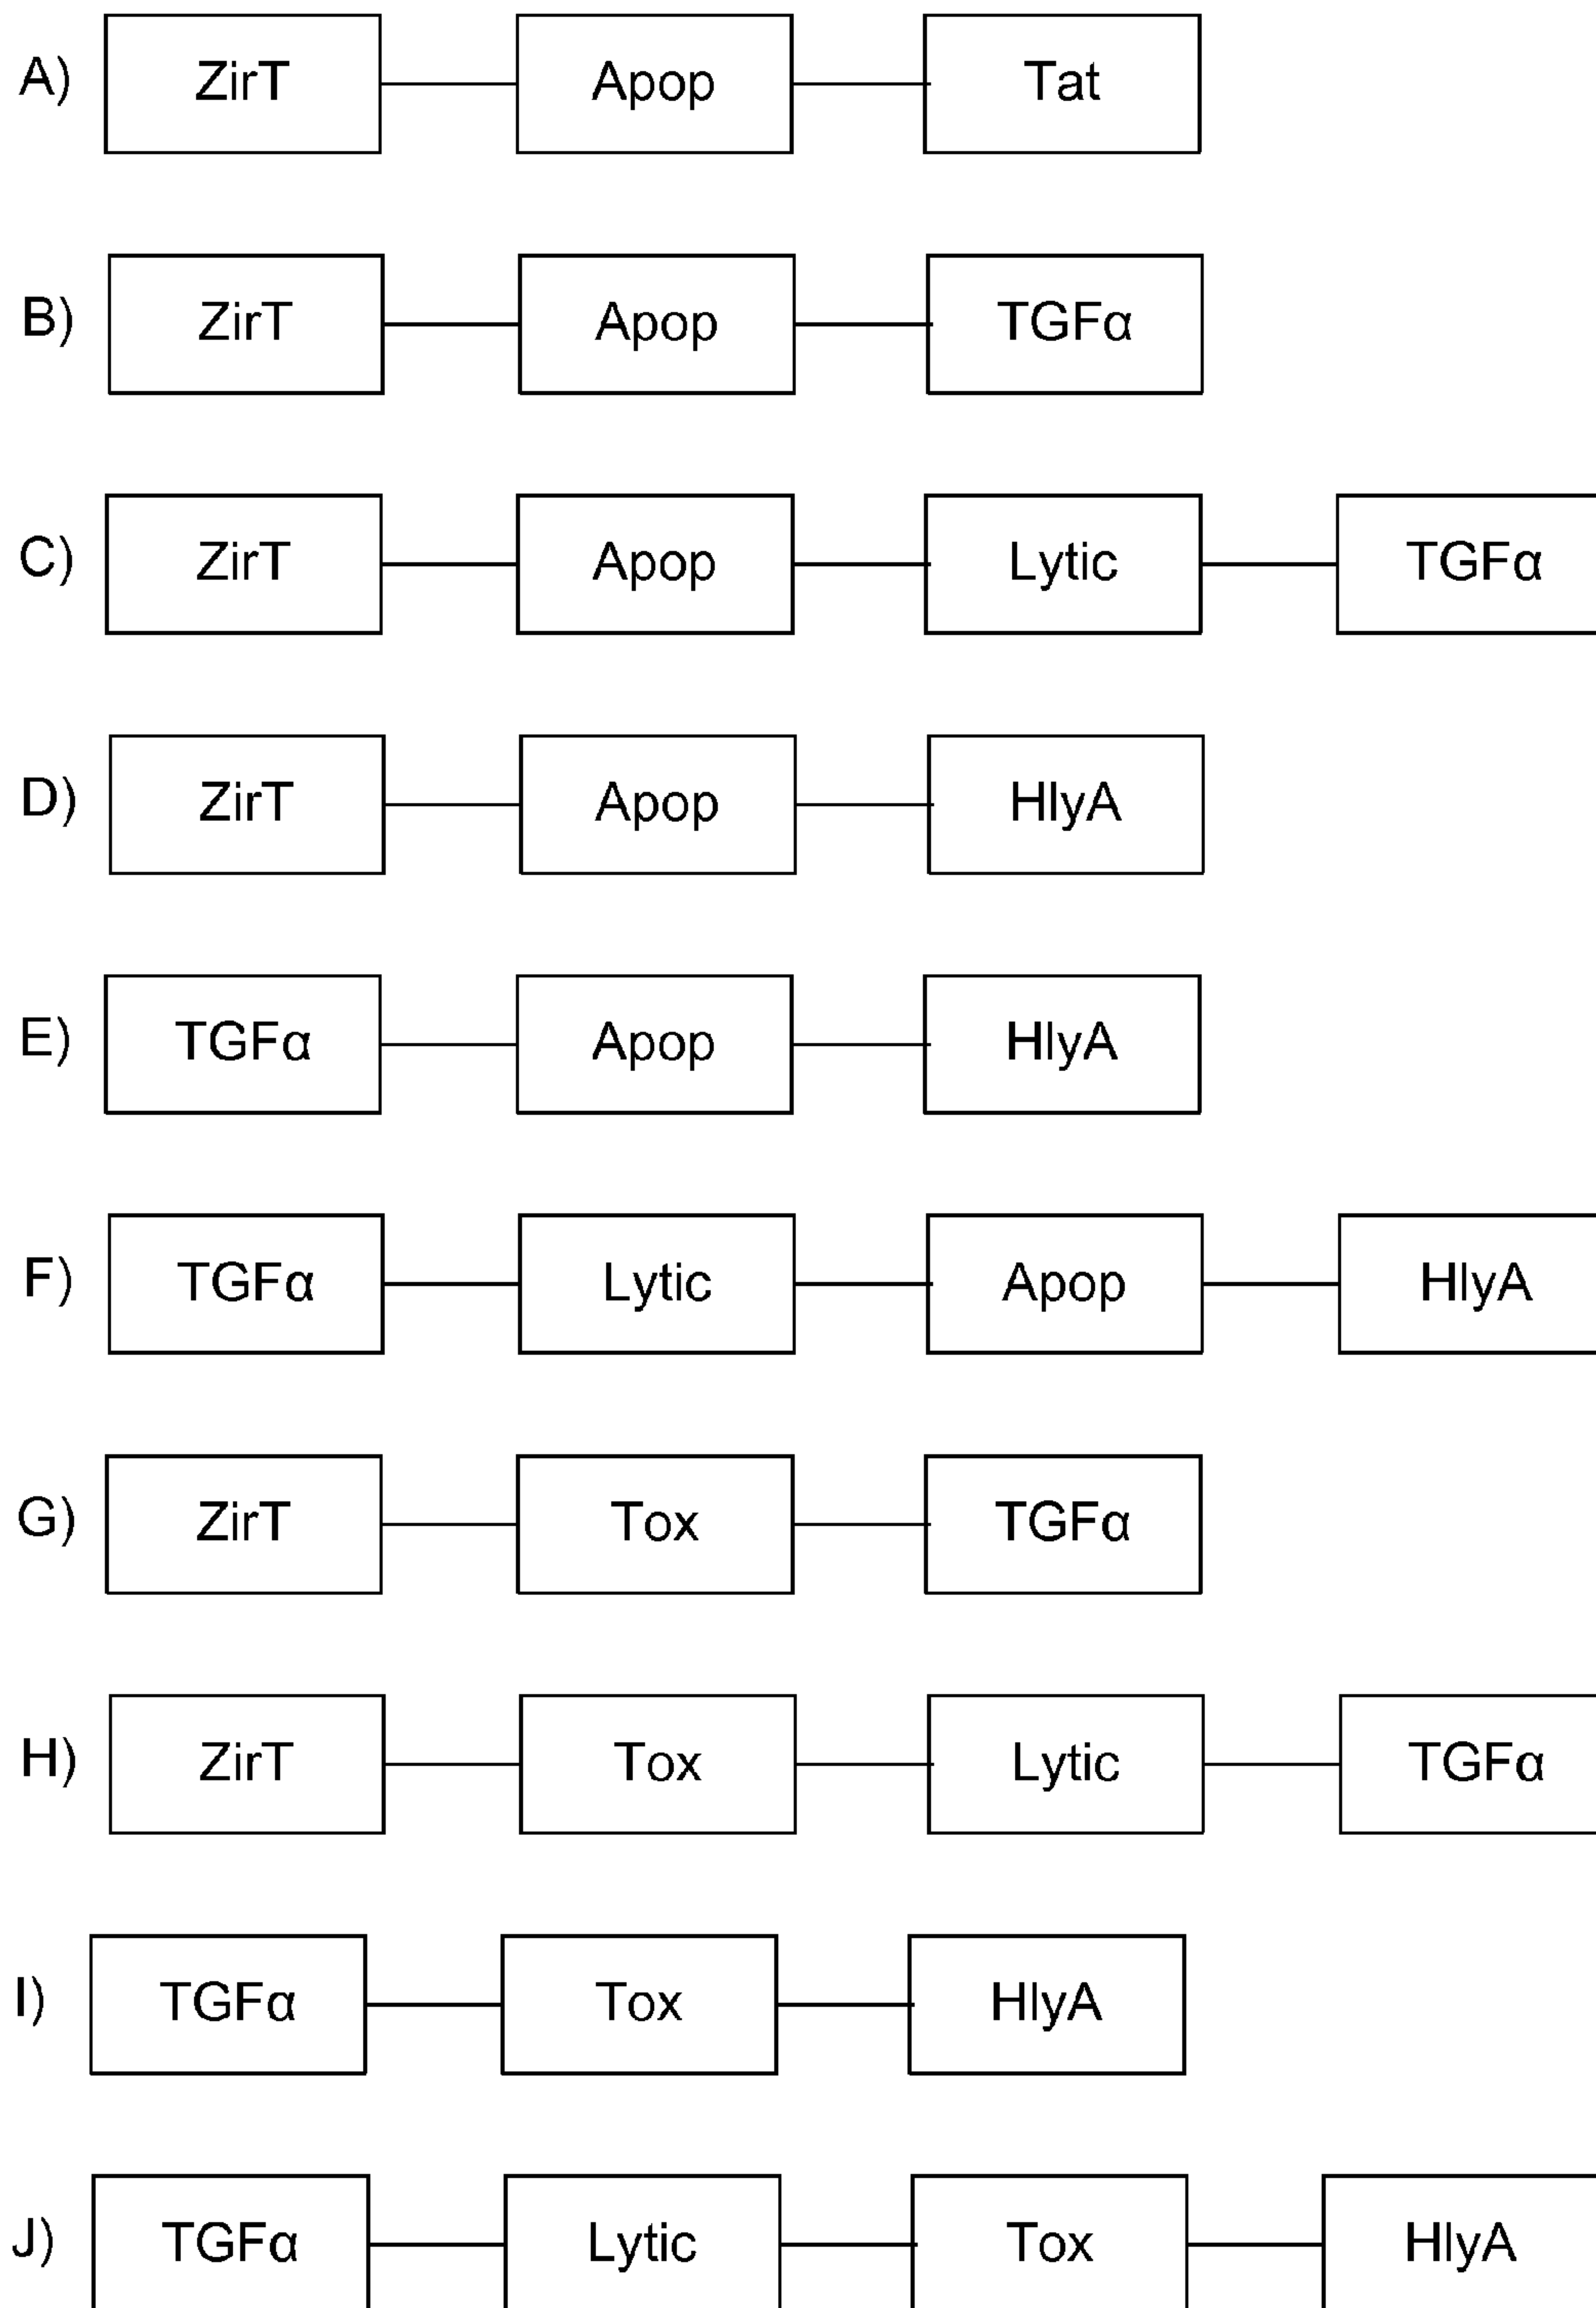 A) ZirT Apop Tat
B) ZirT Apop TGFα
C) ZirT Apop Lytic TGFα
D) ZirT Apop HlyA
E) TGFα Apop HlyA
F) TGFα Lytic Apop HlyA
G) ZirT Tox TGFα
H) ZirT Tox Lytic TGFα
I) TGFα Tox HlyA
J) TGFα Lytic Tox HlyA